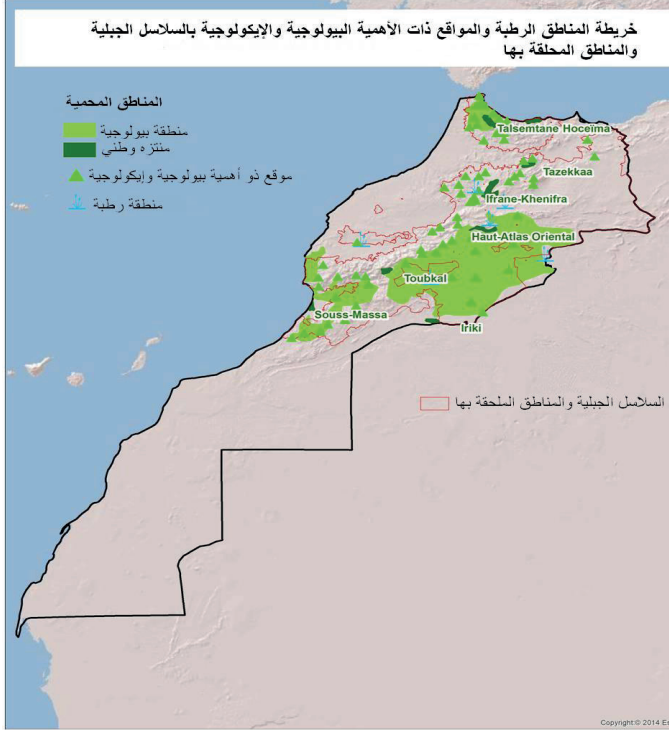 خريطة المناطق الرطبة والمواقع ذات الأهمية البيولوجية والإيكولوجية بالسلاسل الجبلية
والمناطق المحلقة بها
المناطق المحمية
منطقة بيولوجية
منتزه وطني
موقع ذو أهمية بيولوجية وإيكولوجية
منطقة رطبة
Talsemtane Hoceïma
Tazekkaa
Ifrane-Khenifra
Haut-Atlas Oriental
Toubkal
Souss-Massa
Iriki
السلاسل الجبلية والمناطق الملحقة بها
Copyright © 2014